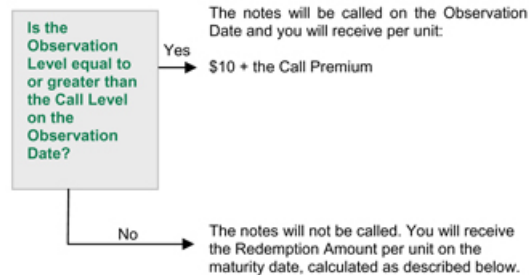 Is the
Observation
Level equal to
or greater than
the Call Level
on the
Observation
Date?
Yes
The notes will be called on the Observation
Date and you will receive per unit:
$10 + the Call Premium
No
The notes will not be called. You will receive
the Redemption Amount per unit on the
maturity date, calculated as described below.